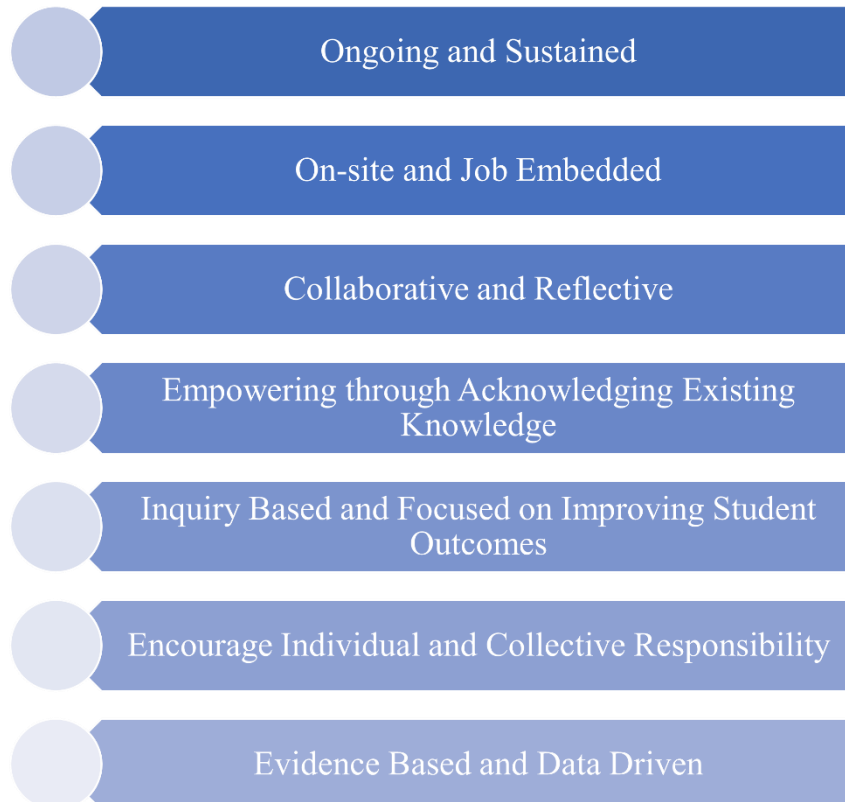 Ongoing and Sustained
On-site and Job Embedded
Collaborative and Reflective
Empowering through Acknowledging Existing
Knowledge
Inquiry Based and Focused on Improving Student
Outcomes
Encourage Individual and Collective Responsibility
Evidence Based and Data Driven